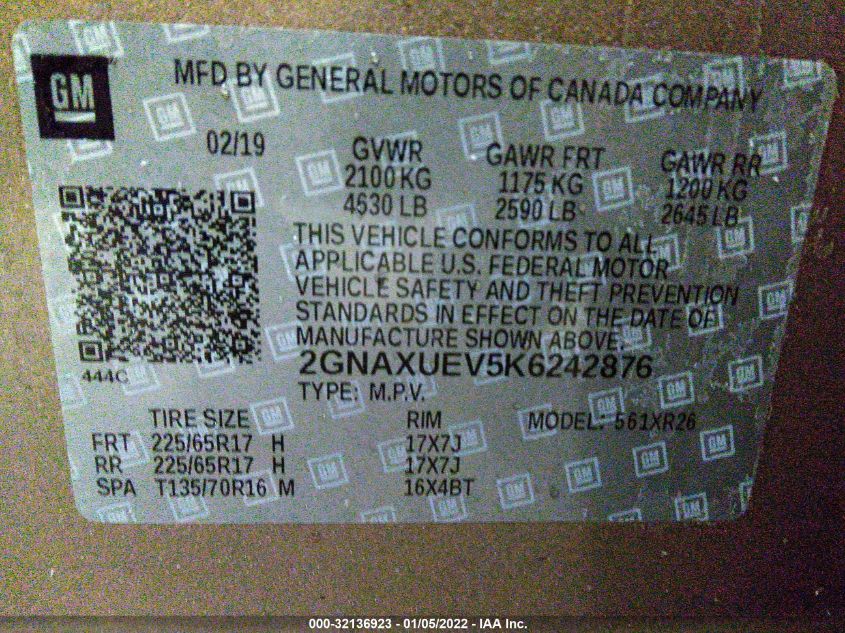 GM
MFD BY GENERAL MOTORS OF CANADA COMPANY
02/19
GVWR GAWR FRT GAWR RR
2100 KG 1175 KG 1200 KG
4530 LB 2590 LB 2645 LB
THIS VEHICLE CONFORMS TO ALL
APPLICABLE U.S. FEDERAL MOTOR
VEHICLE SAFETY AND THEFT PREVENTION
STANDARDS IN EFFECT ON THE DATE OF
MANUFACTURE SHOWN ABOVE.
444C
2GNAXUEV5K6242876
TYPE: M.P.V.
TIRE SIZE RIM MODEL: 561XR26
FRT 225/65R17 H 17X7J
RR 225/65R17 H 17X7J
SPA T135/70R16 M 16X4BT
000-32136923 - 01/05/2022 - IAA Inc.